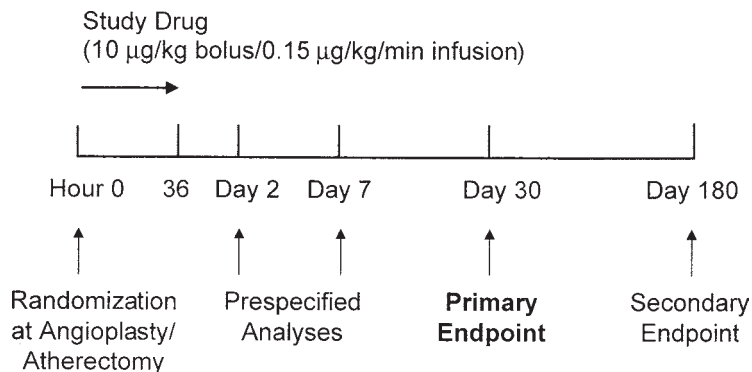 Study Drug
(10 μg/kg bolus/0.15 μg/kg/min infusion)
Hour 0 36 Day 2 Day 7 Day 30 Day 180
Randomization
at Angioplasty/
Atherectomy
Prespecified
Analyses
Primary
Endpoint
Secondary
Endpoint